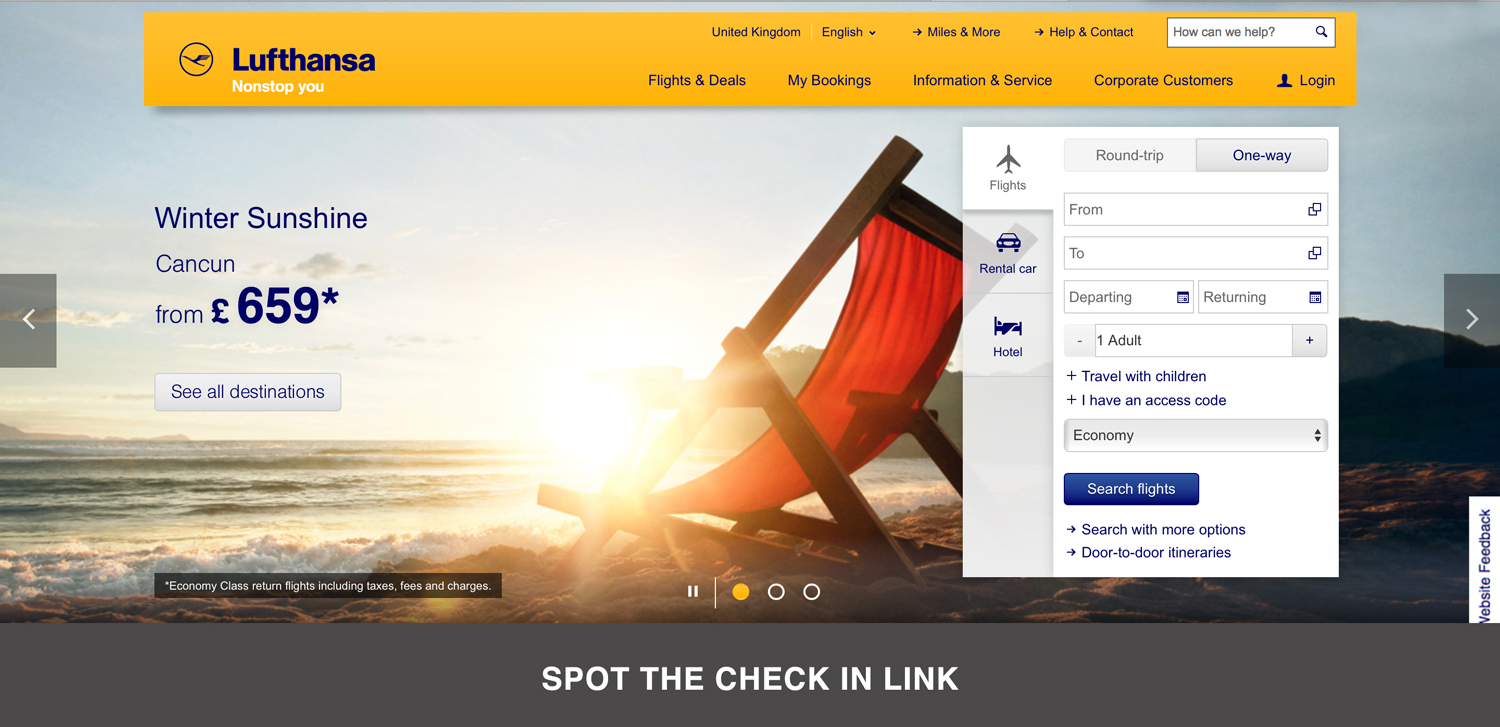 United Kingdom English Miles & More Help & Contact How can we help?
Lufthansa
Nonstop you
Flights & Deals My Bookings Information & Service Corporate Customers Login
Winter Sunshine
Cancun
from £ 659*
See all destinations
*Economy Class return flights including taxes, fees and charges.
Flights
Rental car
Hotel
Round-trip One-way
From
To
Departing Returning
- 1 Adult +
+ Travel with children
+ I have an access code
Economy
Search flights
Search with more options
Door-to-door itineraries
Website Feedback
SPOT THE CHECK IN LINK